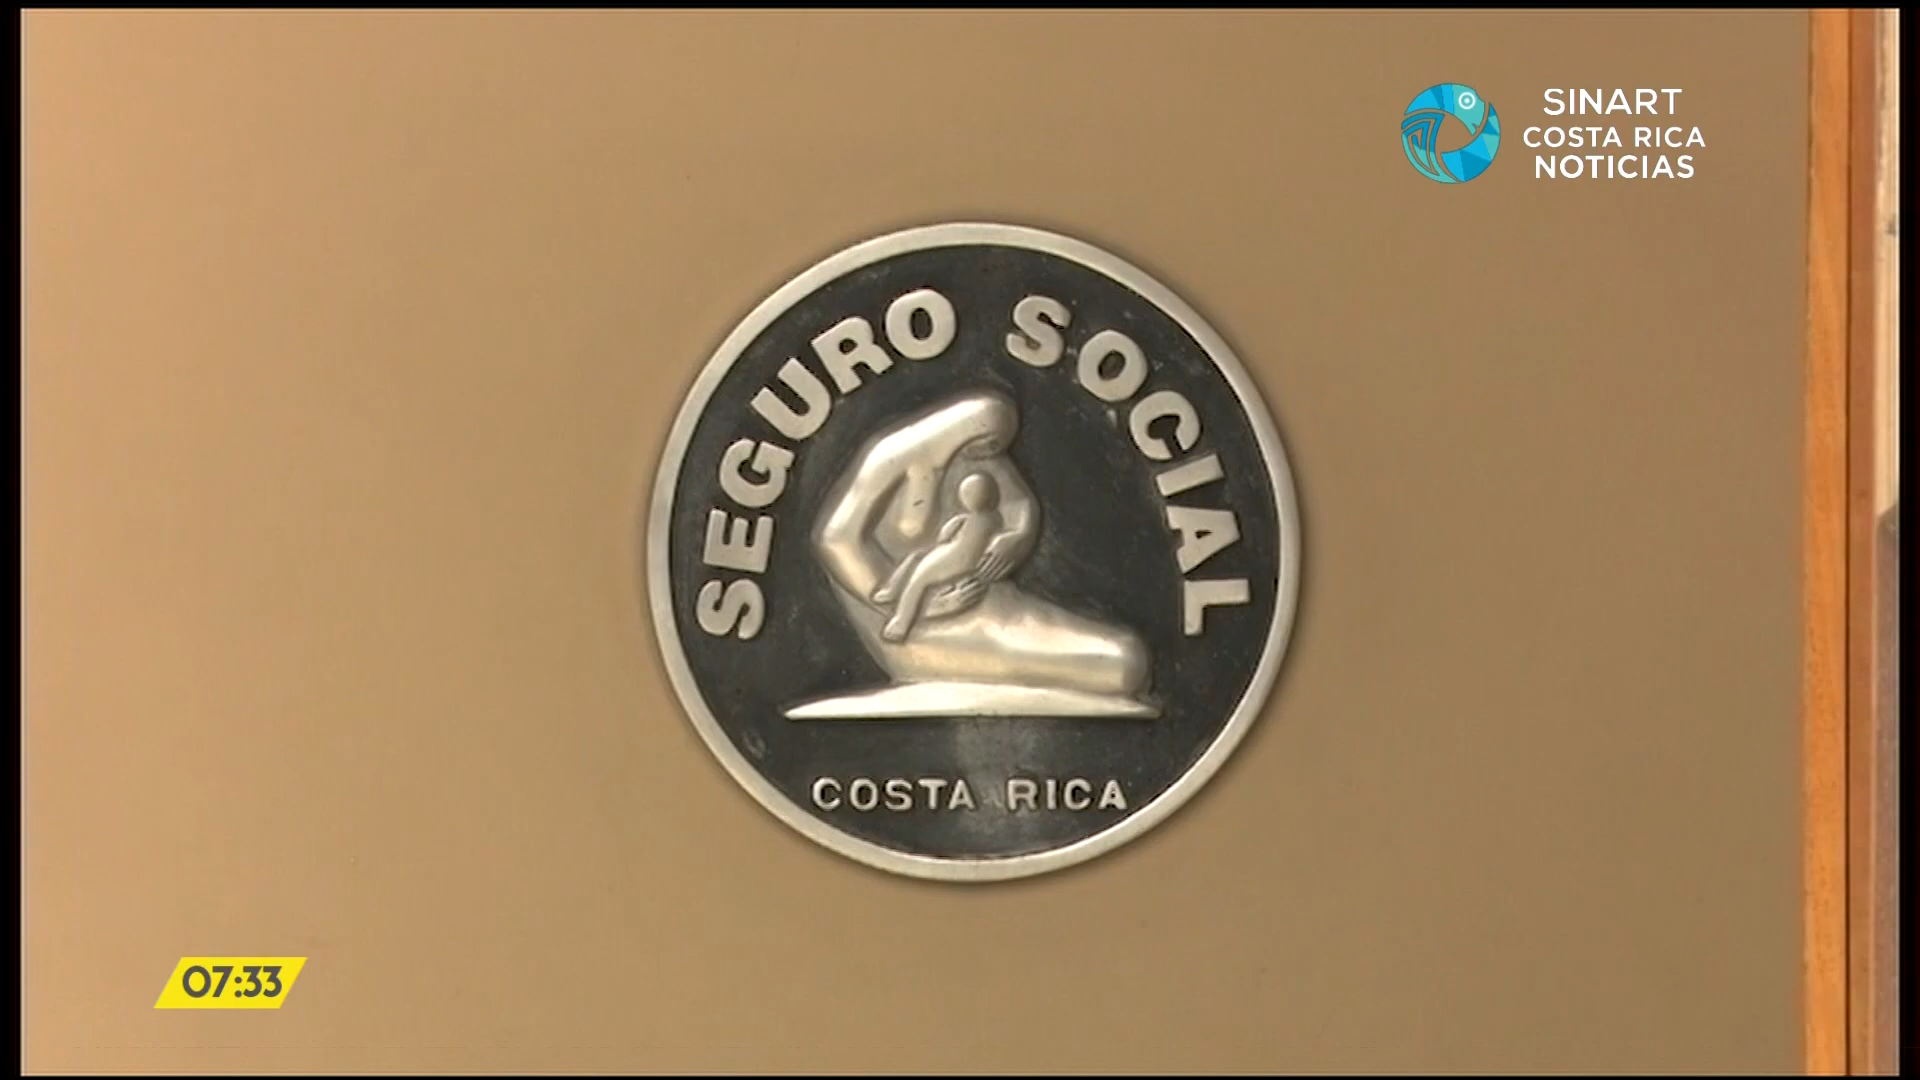 SINART
COSTA RICA
NOTICIAS
SEGURO SOCIAL
COSTA RICA
07:33